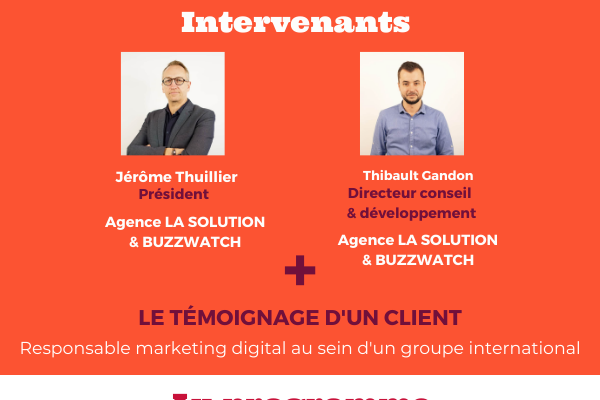 Intervenants
Jérôme Thuillier
Président
Agence LA SOLUTION
& BUZZWATCH
Thibault Gandon
Directeur conseil
& développement
Agence LA SOLUTION
& BUZZWATCH
+
LE TÉMOIGNAGE D'UN CLIENT
Responsable marketing digital au sein d'un groupe international